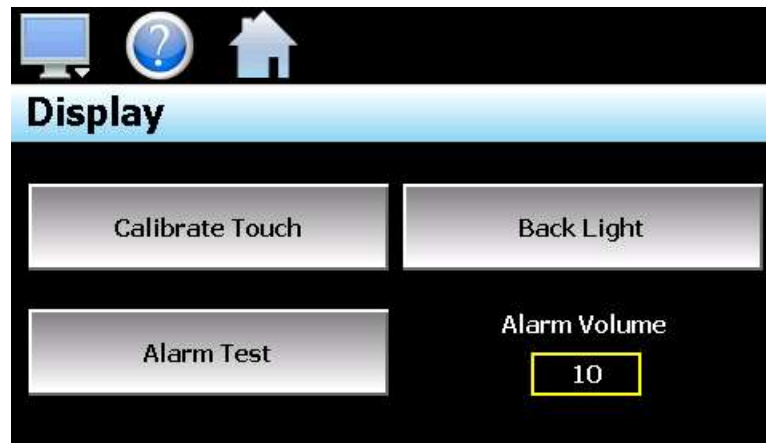 ?
Display
Calibrate Touch
Back Light
Alarm Test
Alarm Volume
10